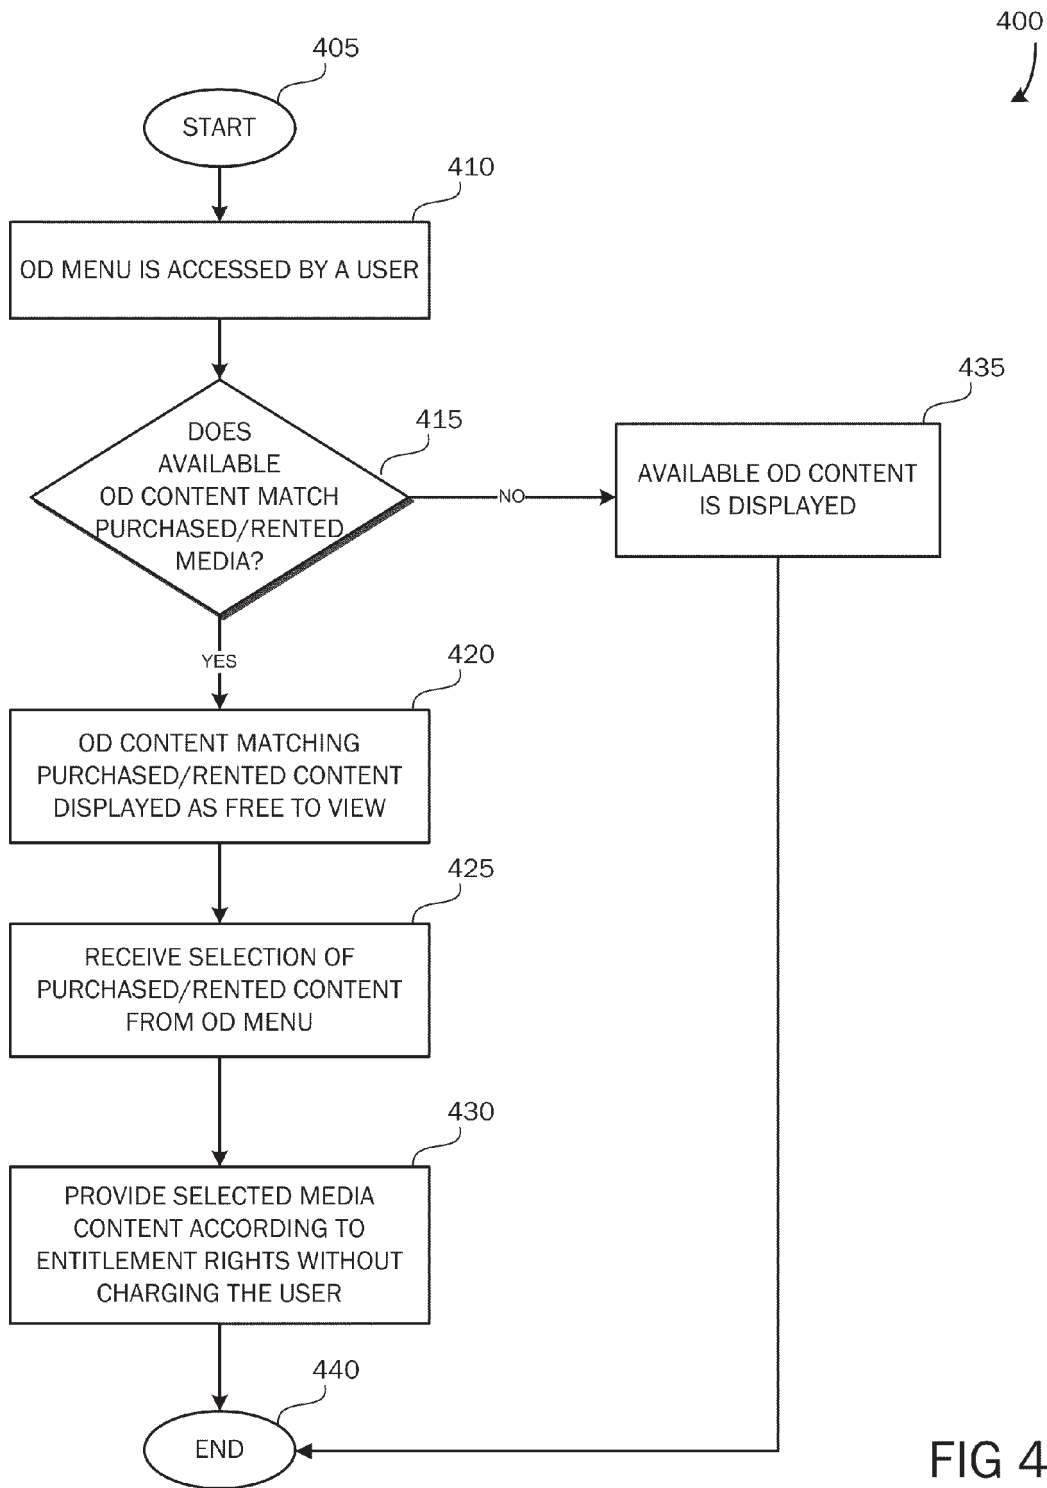 400
405
START
410
OD MENU IS ACCESSED BY A USER
415
DOES
AVAILABLE
OD CONTENT MATCH
PURCHASED/RENTED
MEDIA?
NO
435
AVAILABLE OD CONTENT
IS DISPLAYED
YES
420
OD CONTENT MATCHING
PURCHASED/RENTED CONTENT
DISPLAYED AS FREE TO VIEW
425
RECEIVE SELECTION OF
PURCHASED/RENTED CONTENT
FROM OD MENU
430
PROVIDE SELECTED MEDIA
CONTENT ACCORDING TO
ENTITLEMENT RIGHTS WITHOUT
CHARGING THE USER
440
END
FIG 4